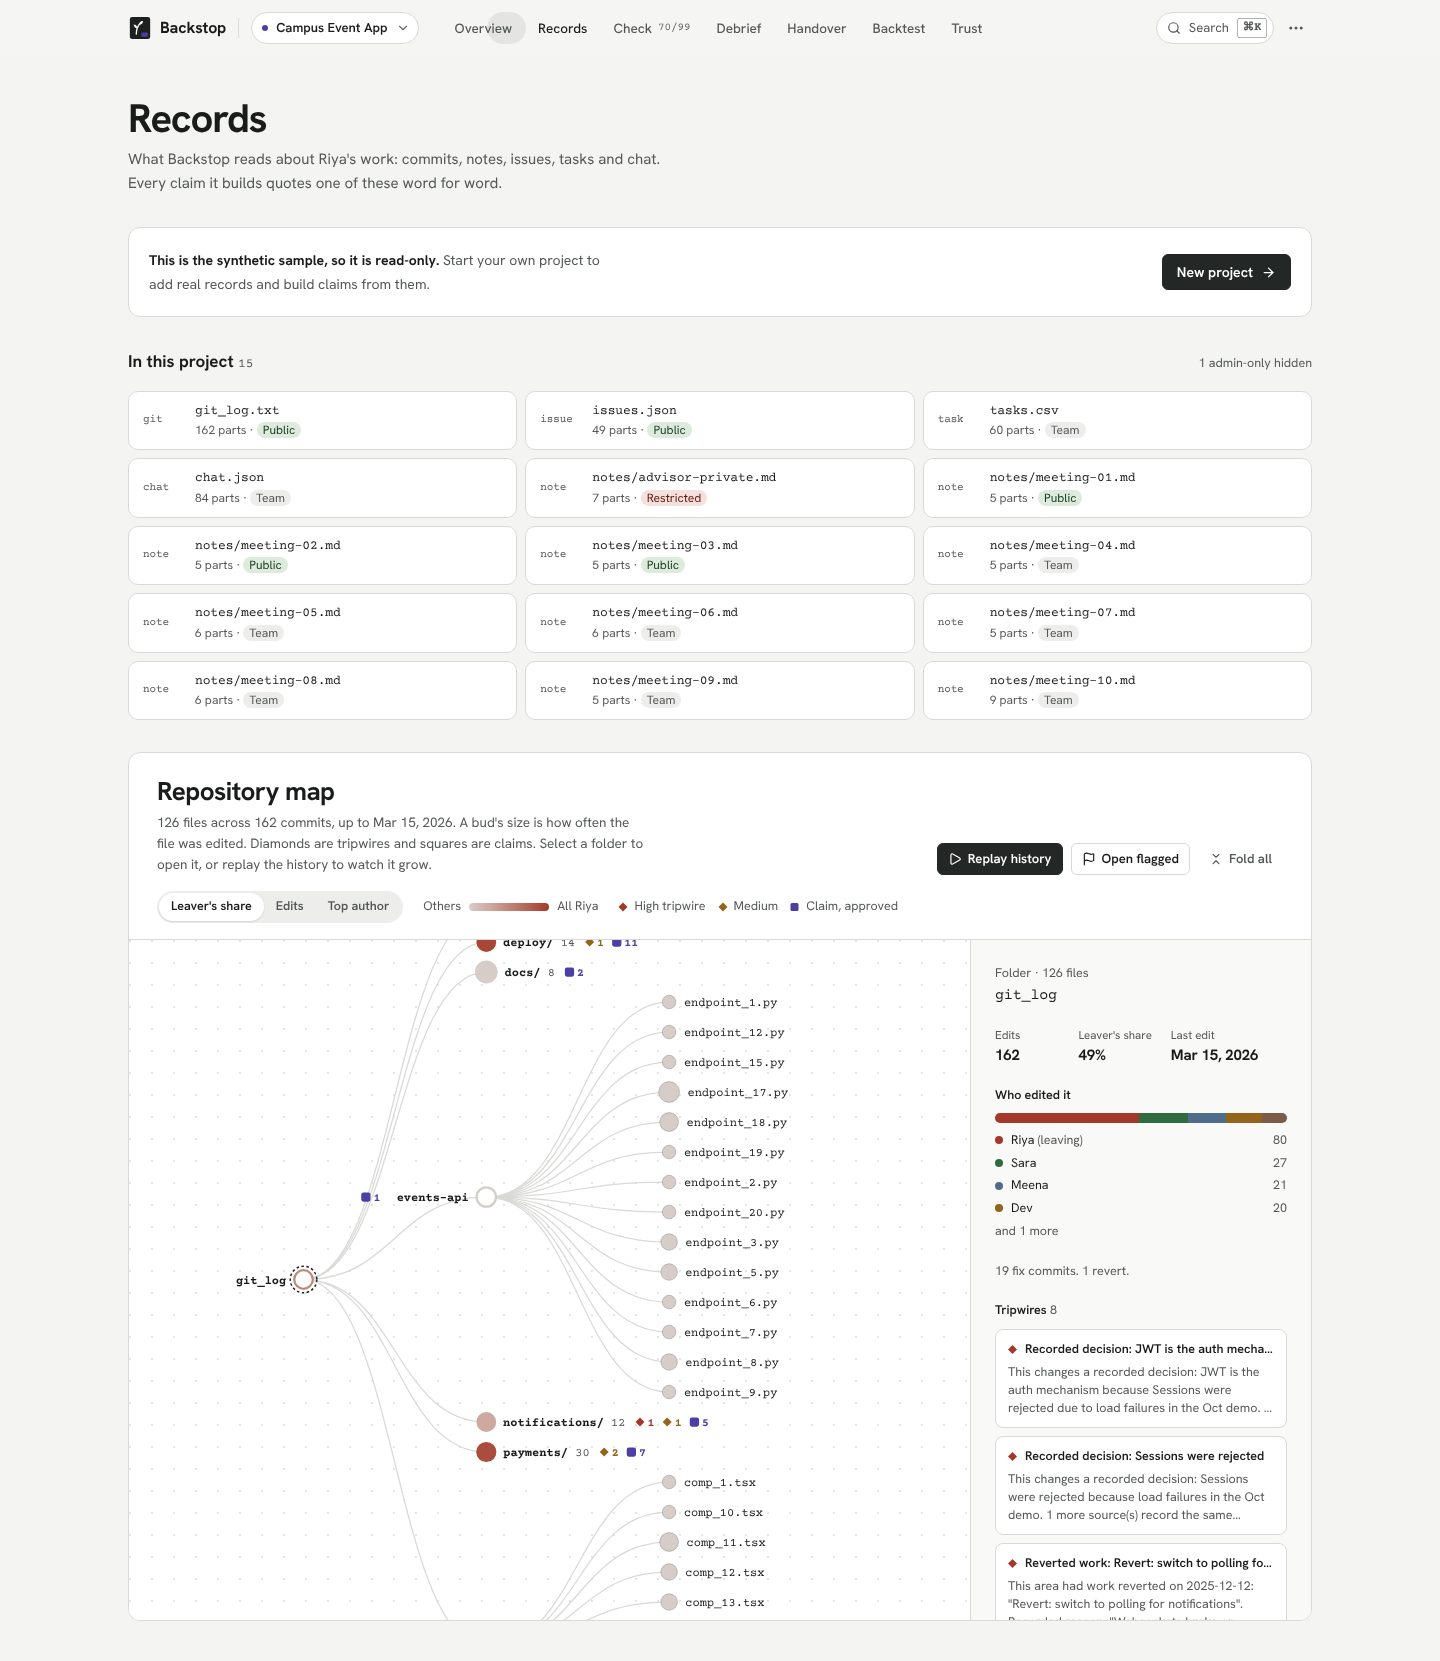 Backstop
Campus Event App
Overview
Records
Check 70/99
Debrief
Handover
Backtest
Trust
Search ⌘K
Records
What Backstop reads about Riya's work: commits, notes, issues, tasks and chat.
Every claim it builds quotes one of these word for word.
This is the synthetic sample, so it is read-only. Start your own project to
add real records and build claims from them.
New project
In this project 15
1 admin-only hidden
git
git_log.txt
162 parts · Public
issue
issues.json
49 parts · Public
task
tasks.csv
60 parts · Team
chat
chat.json
84 parts · Team
note
notes/advisor-private.md
7 parts · Restricted
note
notes/meeting-01.md
5 parts · Public
note
notes/meeting-02.md
5 parts · Public
note
notes/meeting-03.md
5 parts · Public
note
notes/meeting-04.md
5 parts · Team
note
notes/meeting-05.md
6 parts · Team
note
notes/meeting-06.md
6 parts · Team
note
notes/meeting-07.md
5 parts · Team
note
notes/meeting-08.md
6 parts · Team
note
notes/meeting-09.md
5 parts · Team
note
notes/meeting-10.md
9 parts · Team
Repository map
126 files across 162 commits, up to Mar 15, 2026. A bud's size is how often the
file was edited. Diamonds are tripwires and squares are claims. Select a folder to
open it, or replay the history to watch it grow.
Replay history
Open flagged
Fold all
Leaver's share
Edits
Top author
Others
All Riya
High tripwire
Medium
Claim, approved
deploy/ 14 1 11
docs/ 8 2
endpoint_1.py
endpoint_12.py
endpoint_15.py
endpoint_17.py
endpoint_18.py
endpoint_19.py
endpoint_2.py
1 events-api
endpoint_20.py
endpoint_3.py
endpoint_5.py
git_log
endpoint_6.py
endpoint_7.py
endpoint_8.py
endpoint_9.py
notifications/ 12 1 1 5
payments/ 30 2 7
comp_1.tsx
comp_10.tsx
comp_11.tsx
comp_12.tsx
comp_13.tsx
Folder · 126 files
git_log
Edits
162
Leaver's share
49%
Last edit
Mar 15, 2026
Who edited it
Riya (leaving) 80
Sara 27
Meena 21
Dev 20
and 1 more
19 fix commits. 1 revert.
Tripwires 8
Recorded decision: JWT is the auth mecha...
This changes a recorded decision: JWT is the
auth mechanism because Sessions were
rejected due to load failures in the Oct demo. ...
Recorded decision: Sessions were rejected
This changes a recorded decision: Sessions
were rejected because load failures in the Oct
demo. 1 more source(s) record the same...
Reverted work: Revert: switch to polling fo...
This area had work reverted on 2025-12-12:
"Revert: switch to polling for notifications".